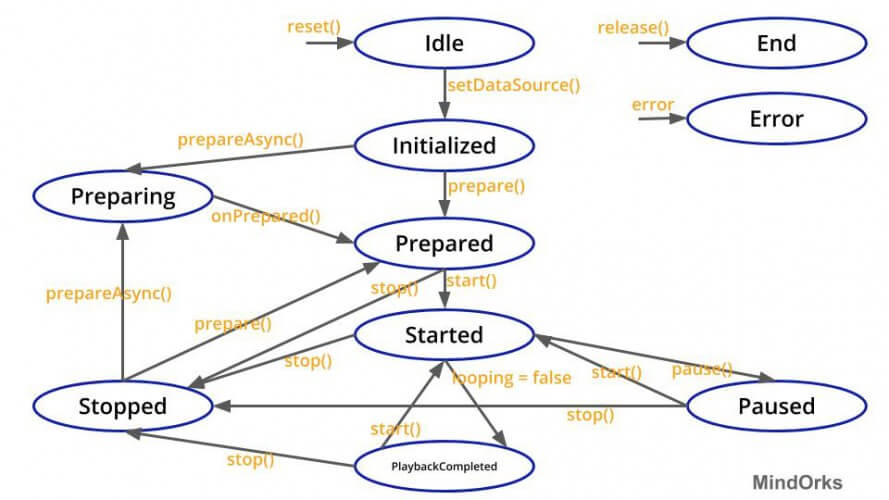 reset()
Idle
release()
End
setDataSource()
error
Error
prepareAsync()
Initialized
Preparing
prepare()
onPrepared()
Prepared
prepareAsync()
stop()
start()
prepare()
Started
stop()
looping = false
start()
pause()
Stopped
stop()
Paused
start()
stop()
PlaybackCompleted
MindOrks